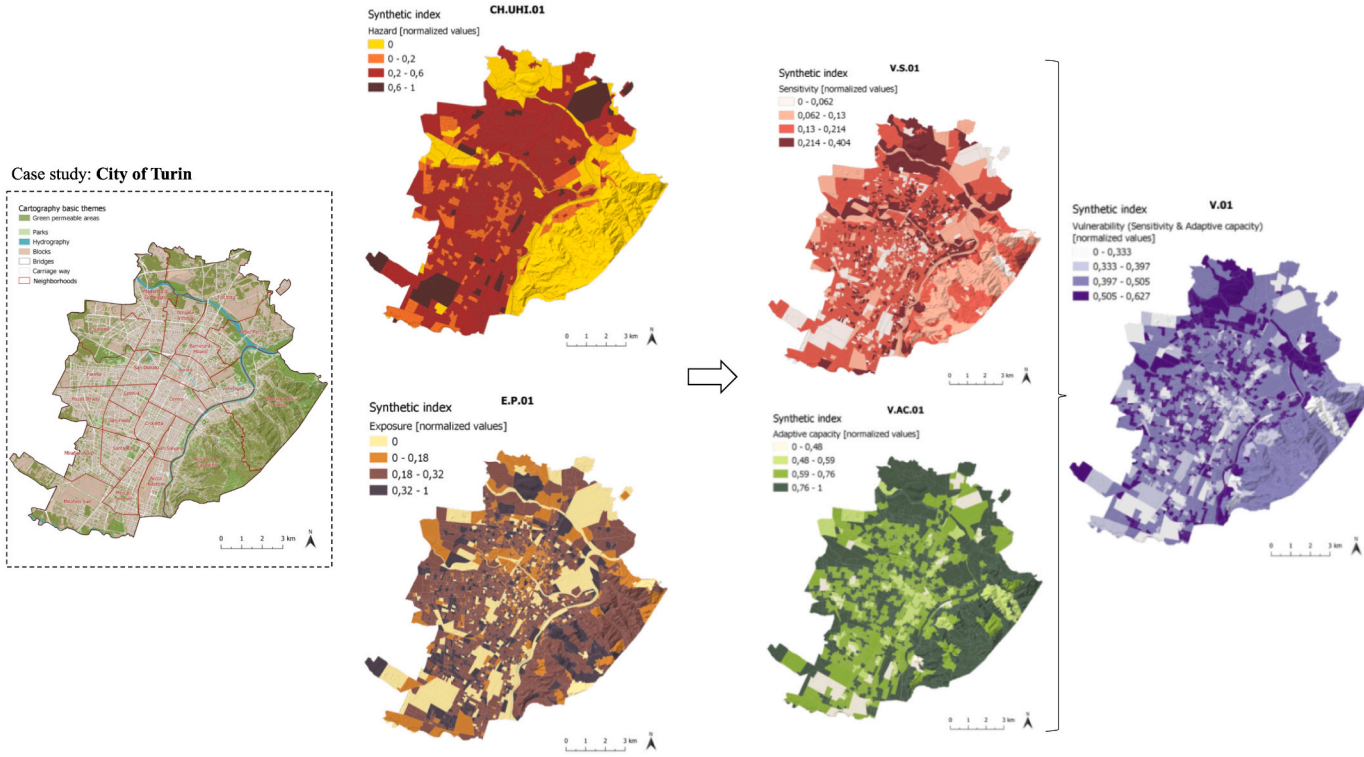 Case study: City of Turin
Cartography basic themes
Green permeable areas
Parks
Hydrography
Blocks
Bridges
Carriage way
Neighborhoods
0 1 2 3 km
N
CH.UHI.01
Synthetic index
Hazard [normalized values]
0
0 - 0,2
0,2 - 0,6
0,6 - 1
0 1 2 3 km
N
E.P.01
Synthetic index
Exposure [normalized values]
0
0 - 0,18
0,18 - 0,32
0,32 - 1
0 1 2 3 km
N
V.S.01
Synthetic index
Sensitivity [normalized values]
0 - 0,062
0,062 - 0,13
0,13 - 0,214
0,214 - 0,404
0 1 2 3 km
N
V.AC.01
Synthetic index
Adaptive capacity [normalized values]
0 - 0,48
0,48 - 0,59
0,59 - 0,76
0,76 - 1
0 1 2 3 km
N
V.01
Synthetic index
Vulnerability (Sensitivity & Adaptive capacity)
[normalized values]
0 - 0,333
0,333 - 0,397
0,397 - 0,505
0,505 - 0,627
0 1 2 3 km
N